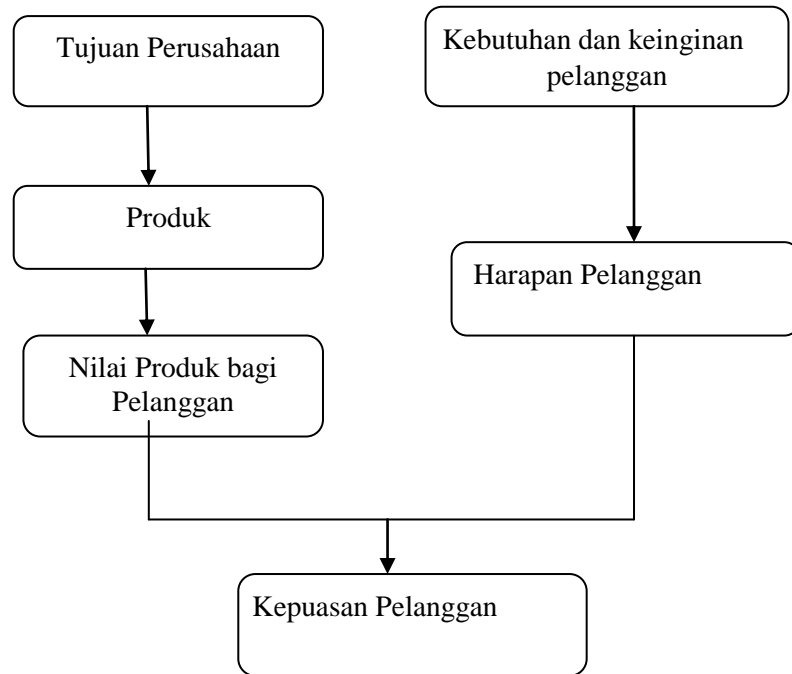 Tujuan Perusahaan
Kebutuhan dan keinginan
pelanggan
Produk
Harapan Pelanggan
Nilai Produk bagi
Pelanggan
Kepuasan Pelanggan